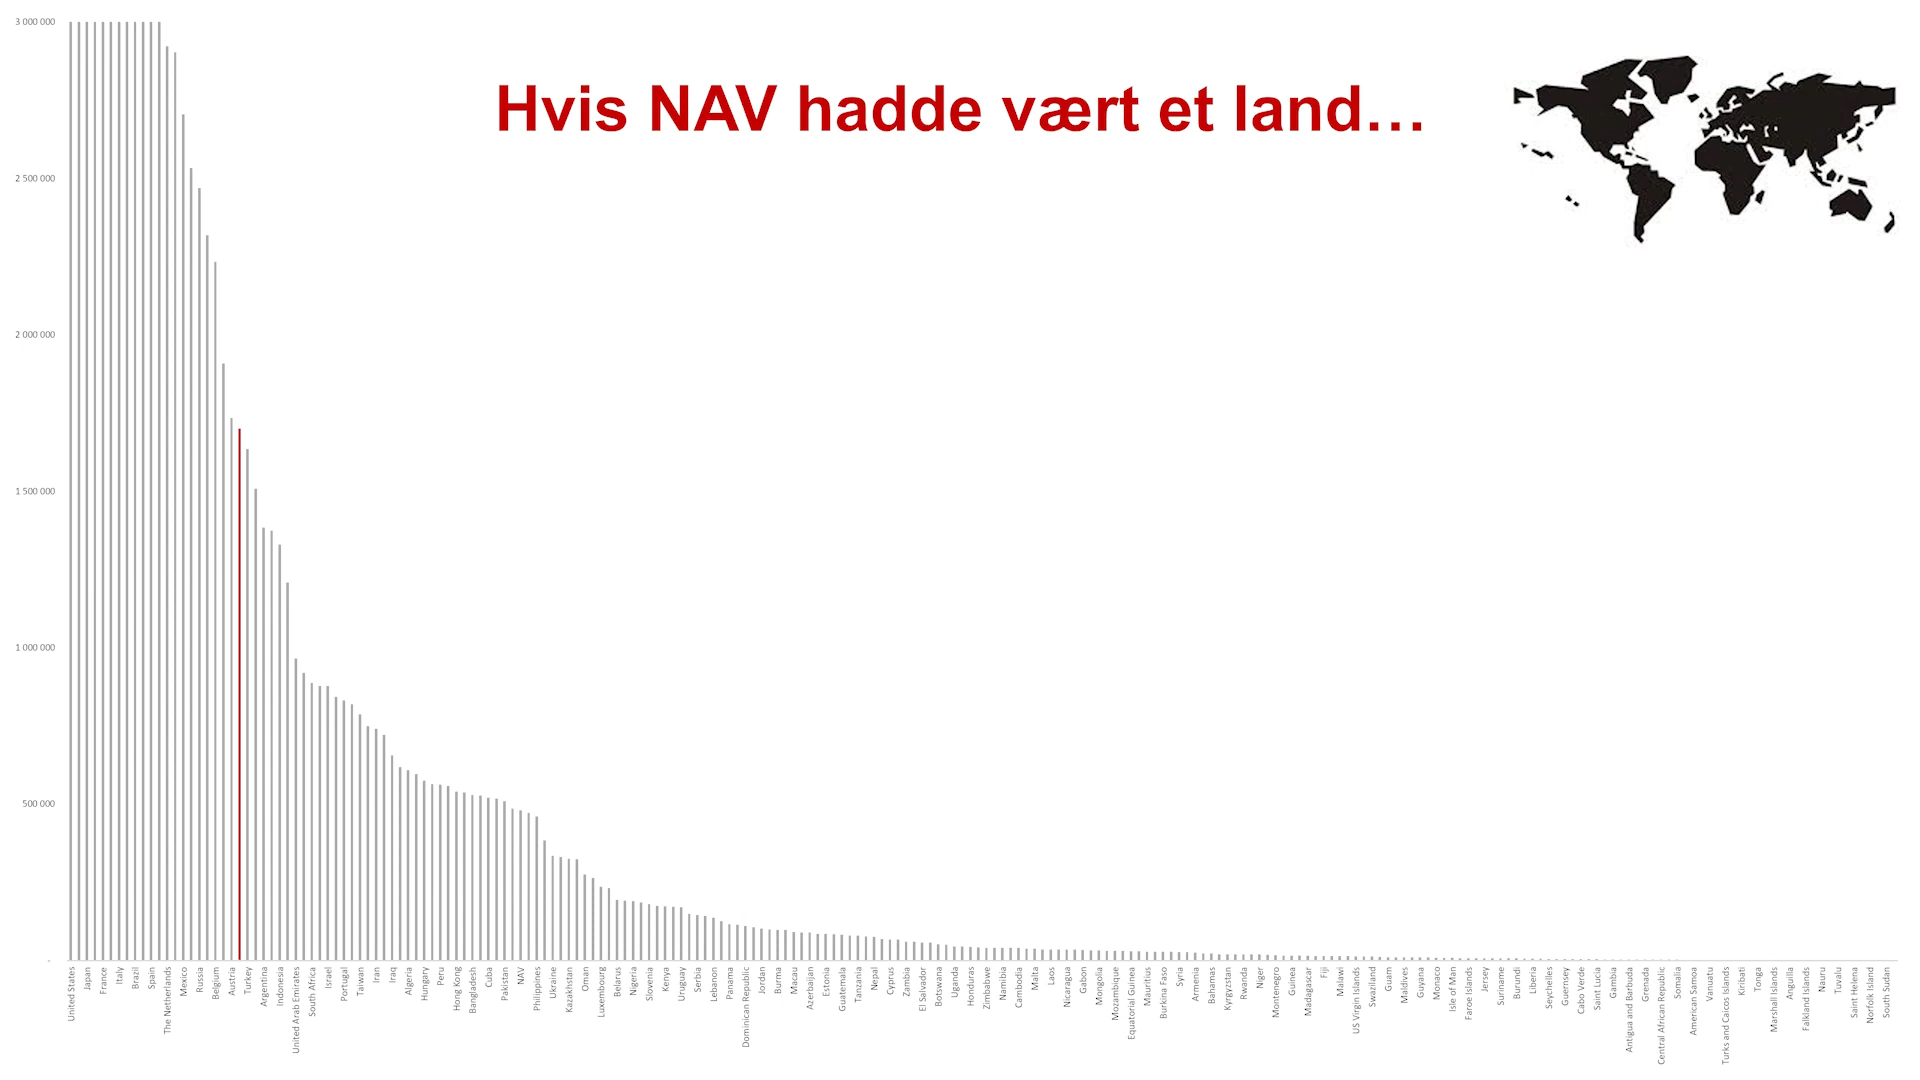 Hvis NAV hadde vært et land...
3 000 000
2 500 000
2 000 000
1 500 000
1 000 000
500 000
-
United States
Japan
France
Italy
Brazil
Spain
The Netherlands
Mexico
Russia
Belgium
Austria
Turkey
Argentina
Indonesia
United Arab Emirates
South Africa
Israel
Portugal
Taiwan
Iran
Iraq
Algeria
Hungary
Peru
Hong Kong
Bangladesh
Cuba
Pakistan
NAV
Philippines
Ukraine
Kazakhstan
Oman
Luxembourg
Belarus
Nigeria
Slovenia
Kenya
Uruguay
Serbia
Lebanon
Panama
Dominican Republic
Jordan
Burma
Macau
Azerbaijan
Estonia
Guatemala
Tanzania
Nepal
Cyprus
Zambia
El Salvador
Botswana
Uganda
Honduras
Zimbabwe
Namibia
Cambodia
Malta
Laos
Nicaragua
Gabon
Mongolia
Mozambique
Equatorial Guinea
Mauritius
Burkina Faso
Syria
Armenia
Bahamas
Kyrgyzstan
Rwanda
Niger
Montenegro
Guinea
Madagascar
Fiji
Malawi
US Virgin Islands
Swaziland
Guam
Maldives
Guyana
Monaco
Isle of Man
Faroe Islands
Jersey
Suriname
Burundi
Liberia
Seychelles
Guernsey
Cabo Verde
Saint Lucia
Gambia
Antigua and Barbuda
Grenada
Central African Republic
Somalia
American Samoa
Vanuatu
Turks and Caicos Islands
Kiribati
Tonga
Marshall Islands
Anguilla
Falkland Islands
Nauru
Tuvalu
Saint Helena
Norfolk Island
South Sudan